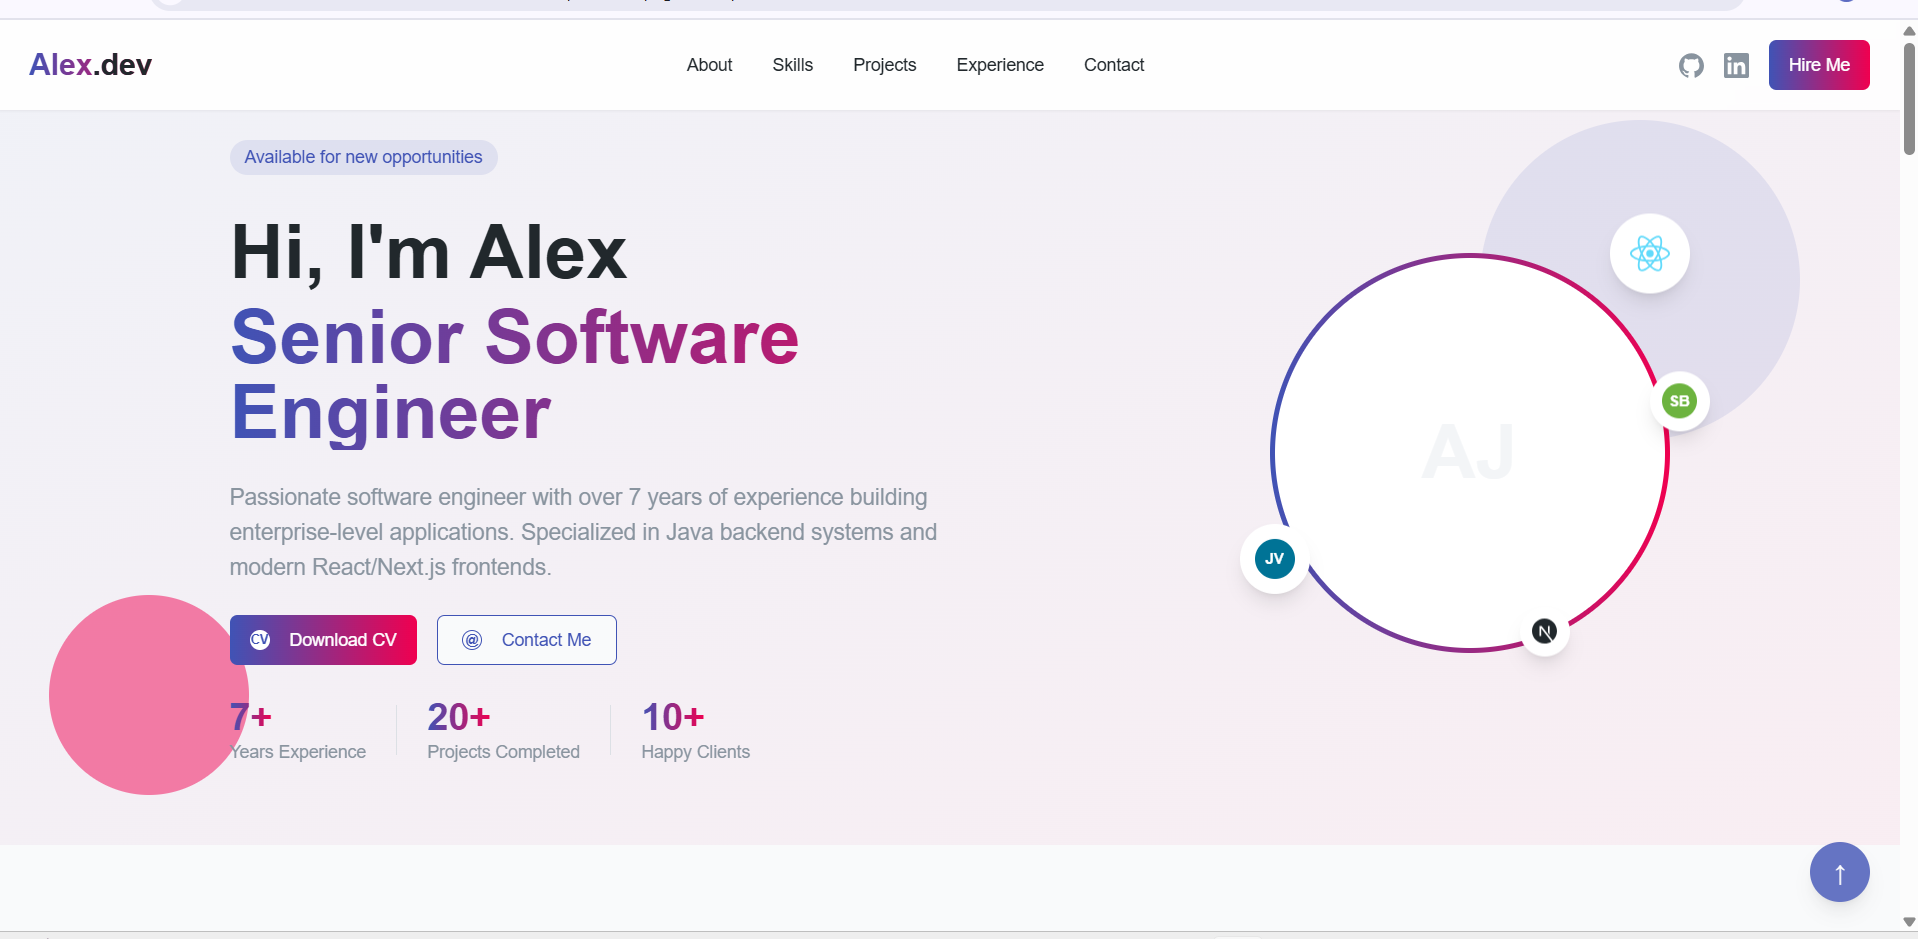 Alex.dev
About Skills Projects Experience Contact
in
Hire Me
Available for new opportunities
Hi, I'm Alex
Senior Software
Engineer
Passionate software engineer with over 7 years of experience building
enterprise-level applications. Specialized in Java backend systems and
modern React/Next.js frontends.
CV Download CV
@ Contact Me
7+ 20+ 10+
Years Experience Projects Completed Happy Clients
SB
AJ
JV
N
↑